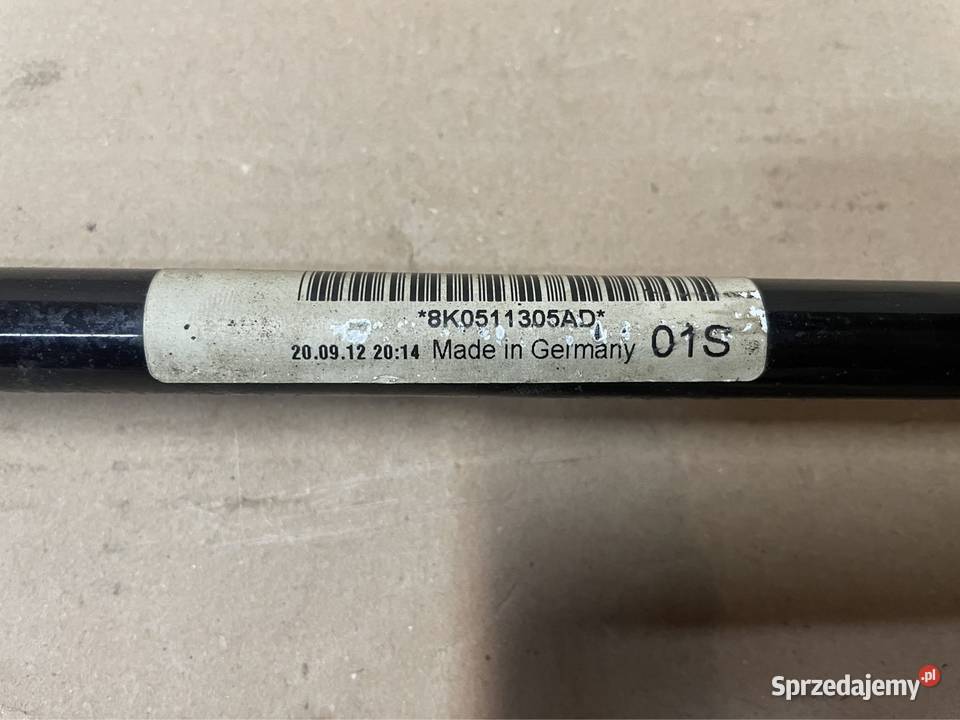 *8K0511305AD*
20.09.12 20:14 Made in Germany 01S
Sprzedajemy.pl